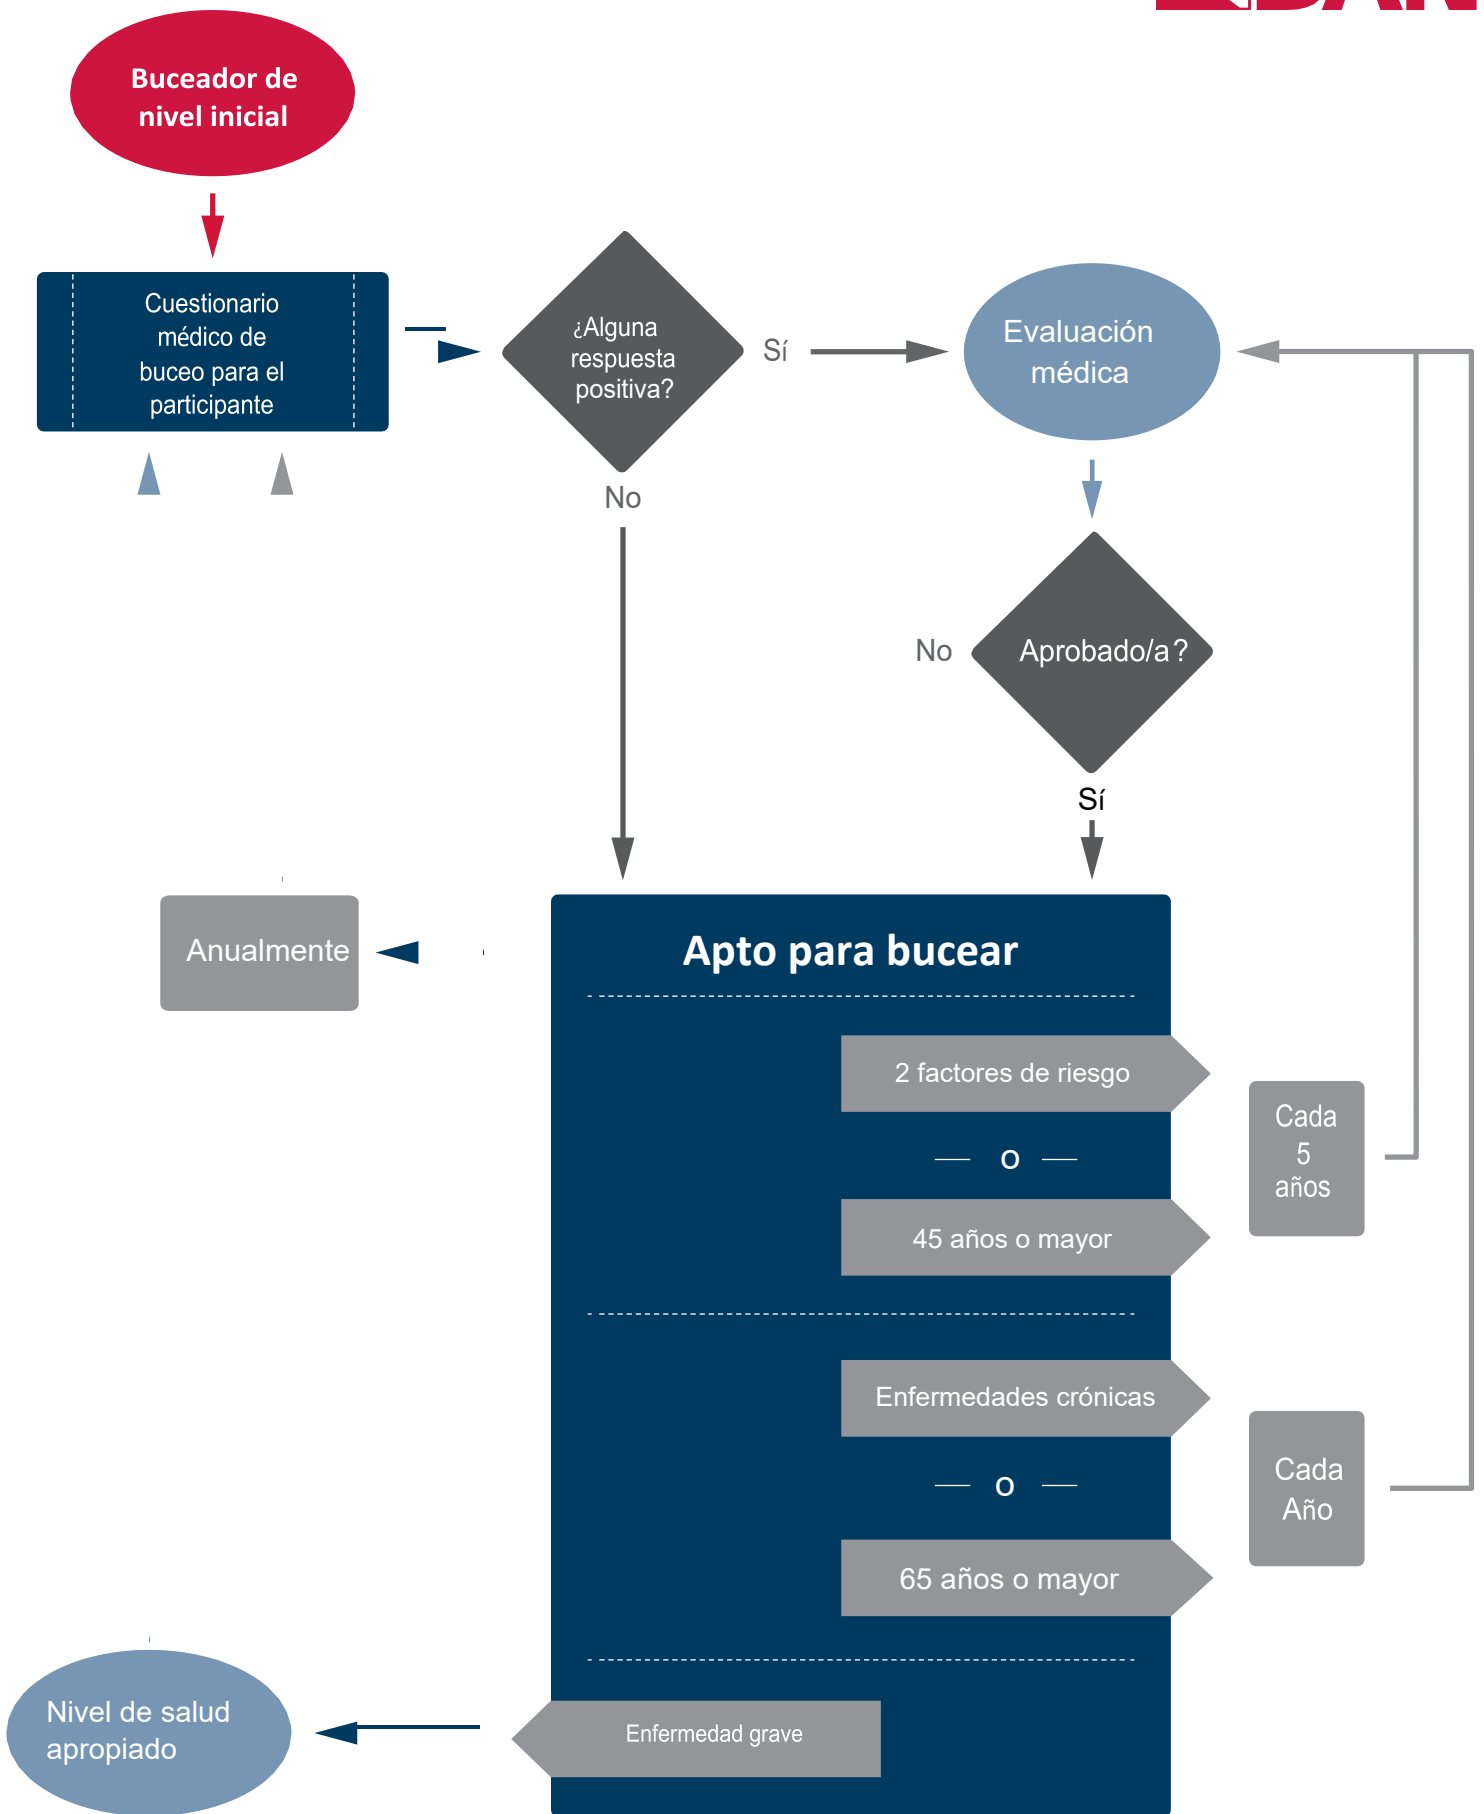 Buceador de
nivel inicial
Cuestionario
médico de
buceo para el
participante
¿Alguna
respuesta
positiva?
Sí
Evaluación
médica
No
No
Aprobado/a?
Sí
Anualmente
Apto para bucear
2 factores de riesgo
o
45 años o mayor
Cada
5
años
Enfermedades crónicas
o
65 años o mayor
Cada
Año
Nivel de salud
apropiado
Enfermedad grave